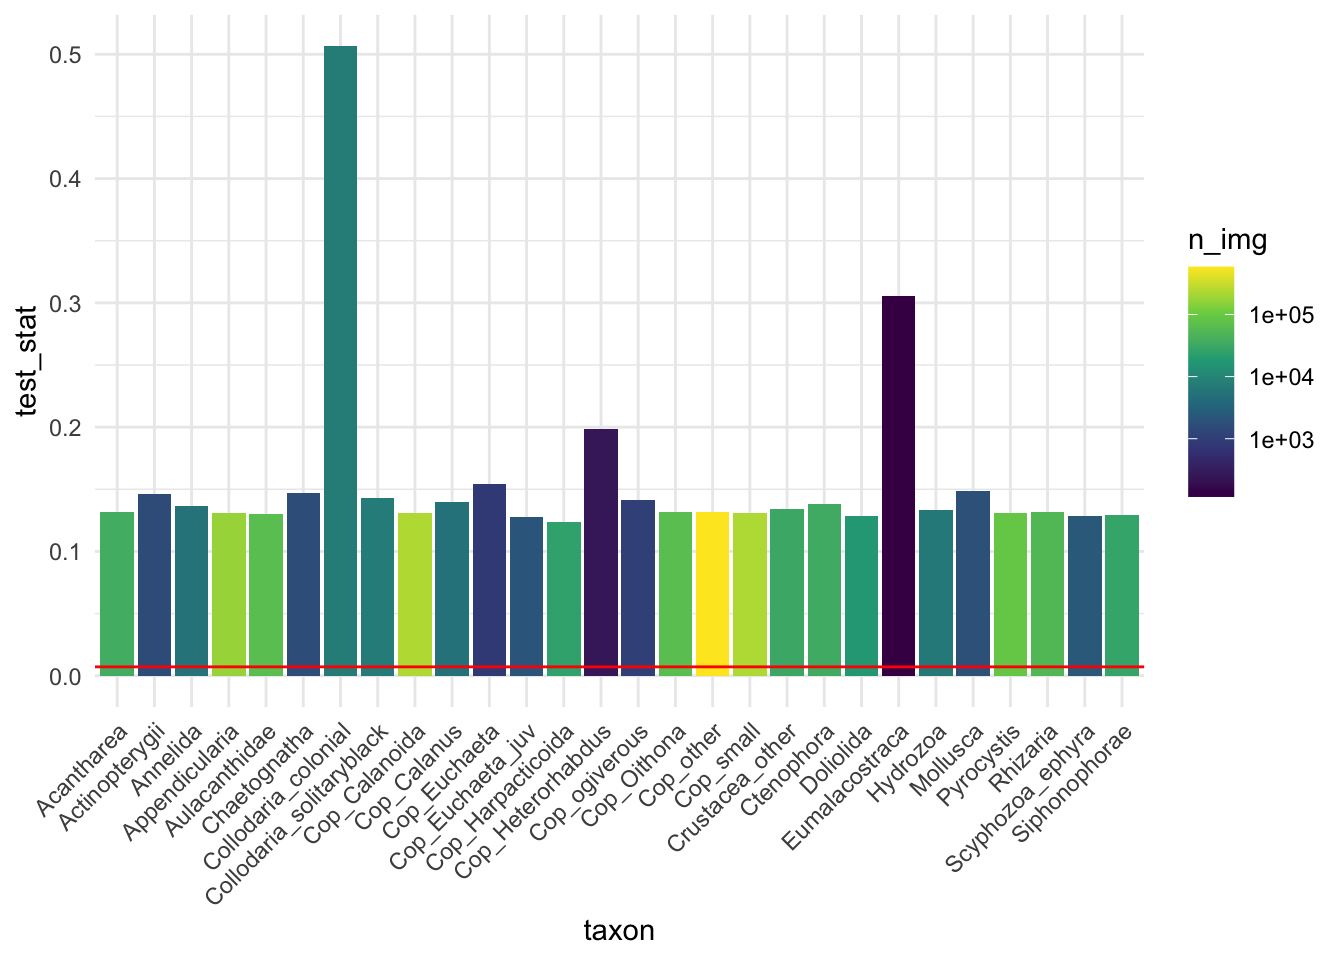 0.5
0.4
0.3
0.2
0.1
0.0
test_stat
Acantharea
Actinopterygii
Annelida
Appendicularia
Aulacanthidae
Chaetognatha
Collodaria_colonial
Collodaria_solitaryblack
Cop_Calanoida
Cop_Calanus
Cop_Euchaeta
Cop_Euchaeta_juv
Cop_Harpacticoida
Cop_Heterorhabdus
Cop_ogiverous
Cop_Oithona
Cop_other
Cop_small
Crustacea_other
Ctenophora
Doliolida
Eumalacostraca
Hydrozoa
Mollusca
Pyrocystis
Rhizaria
Scyphozoa_ephyra
Siphonophorae
taxon
n_img
1e+05
1e+04
1e+03